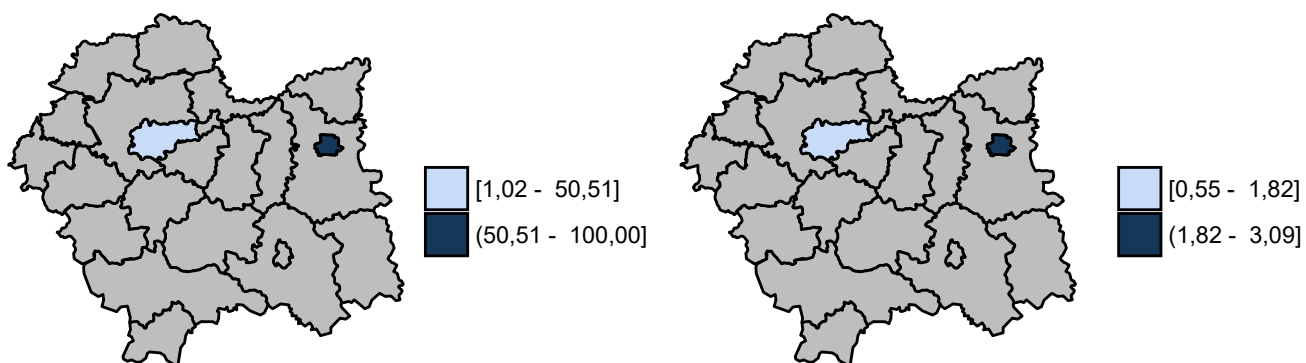 [1,02 - 50,51]
(50,51 - 100,00]
[0,55 - 1,82]
(1,82 - 3,09]